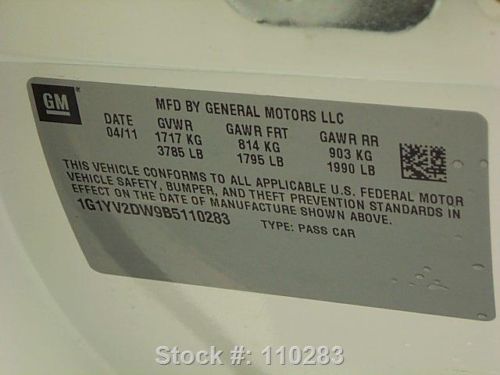 GM
MFD BY GENERAL MOTORS LLC
DATE GVWR GAWR FRT GAWR RR
04/11 1717 KG 814 KG 903 KG
3785 LB 1795 LB 1990 LB
THIS VEHICLE CONFORMS TO ALL APPLICABLE U.S. FEDERAL MOTOR
VEHICLE SAFETY, BUMPER, AND THEFT PREVENTION STANDARDS IN
EFFECT ON THE DATE OF MANUFACTURE SHOWN ABOVE.
1G1YV2DW9B5110283 TYPE: PASS CAR
Stock #: 110283